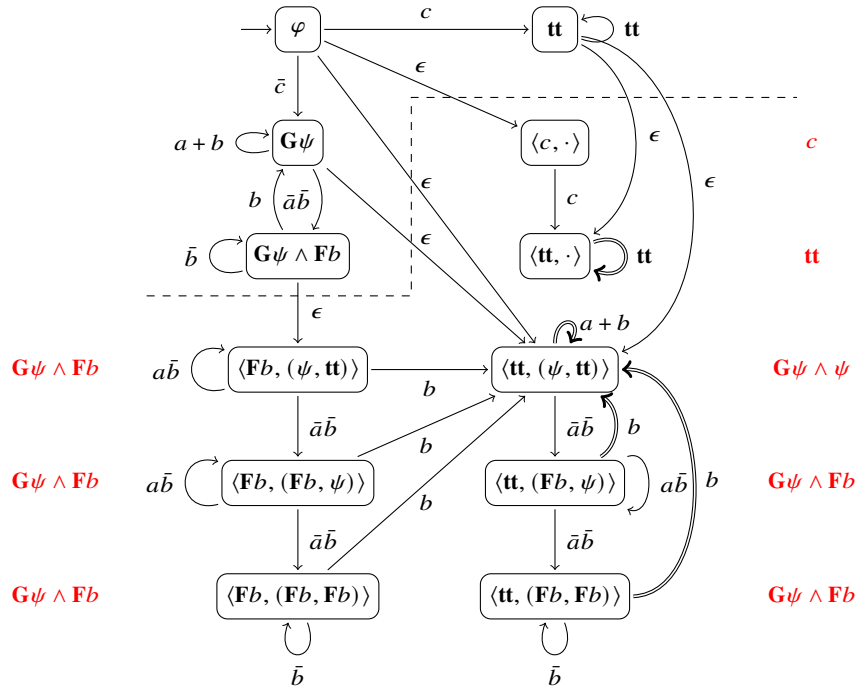 φ c tt tt
c̄ ϵ
a + b Gψ ⟨c, ·⟩ ϵ c
b āb̄ ϵ c ϵ
b̄ Gψ ∧ Fb ϵ ⟨tt, ·⟩ tt tt
ϵ a + b
Gψ ∧ Fb ab̄ ⟨Fb, (ψ, tt)⟩ b ⟨tt, (ψ, tt)⟩ Gψ ∧ ψ
āb̄ b āb̄ b
Gψ ∧ Fb ab̄ ⟨Fb, (Fb, ψ)⟩ b ⟨tt, (Fb, ψ)⟩ ab̄ b Gψ ∧ Fb
āb̄ āb̄
Gψ ∧ Fb ⟨Fb, (Fb, Fb)⟩ ⟨tt, (Fb, Fb)⟩ Gψ ∧ Fb
b̄ b̄